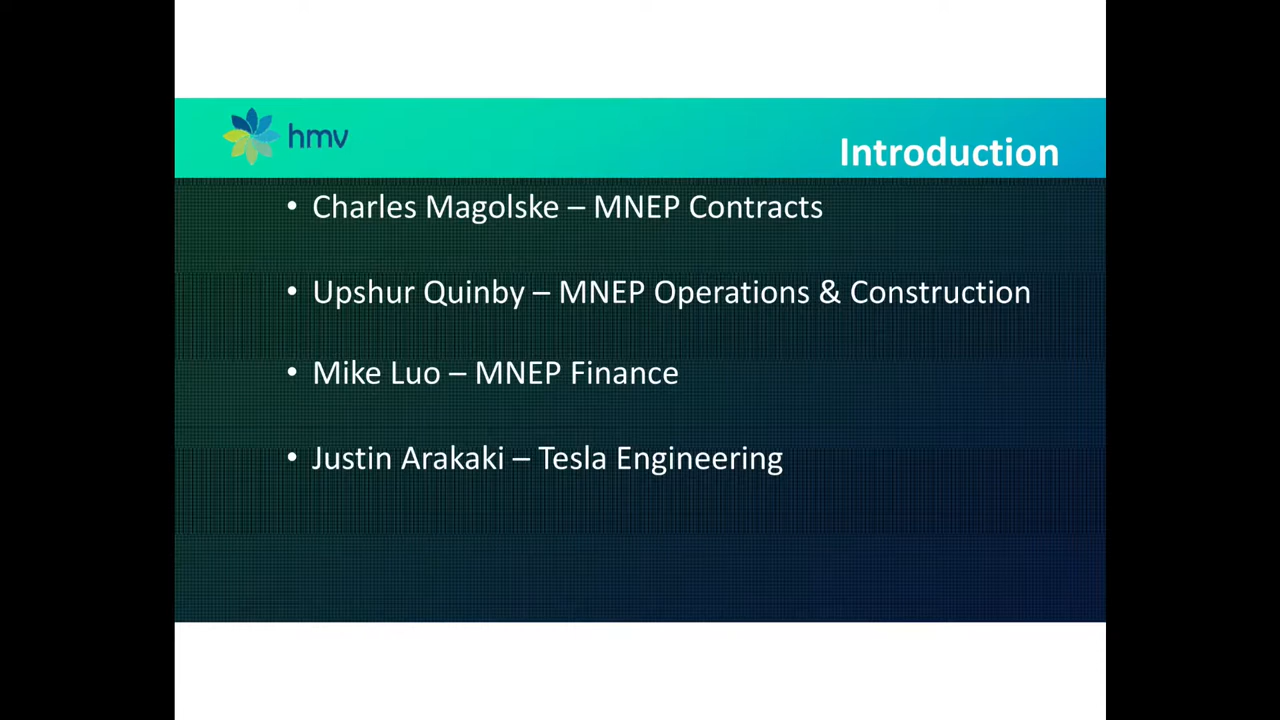 hmv
Introduction
• Charles Magolske – MNEP Contracts
• Upshur Quinby – MNEP Operations & Construction
• Mike Luo – MNEP Finance
• Justin Arakaki – Tesla Engineering